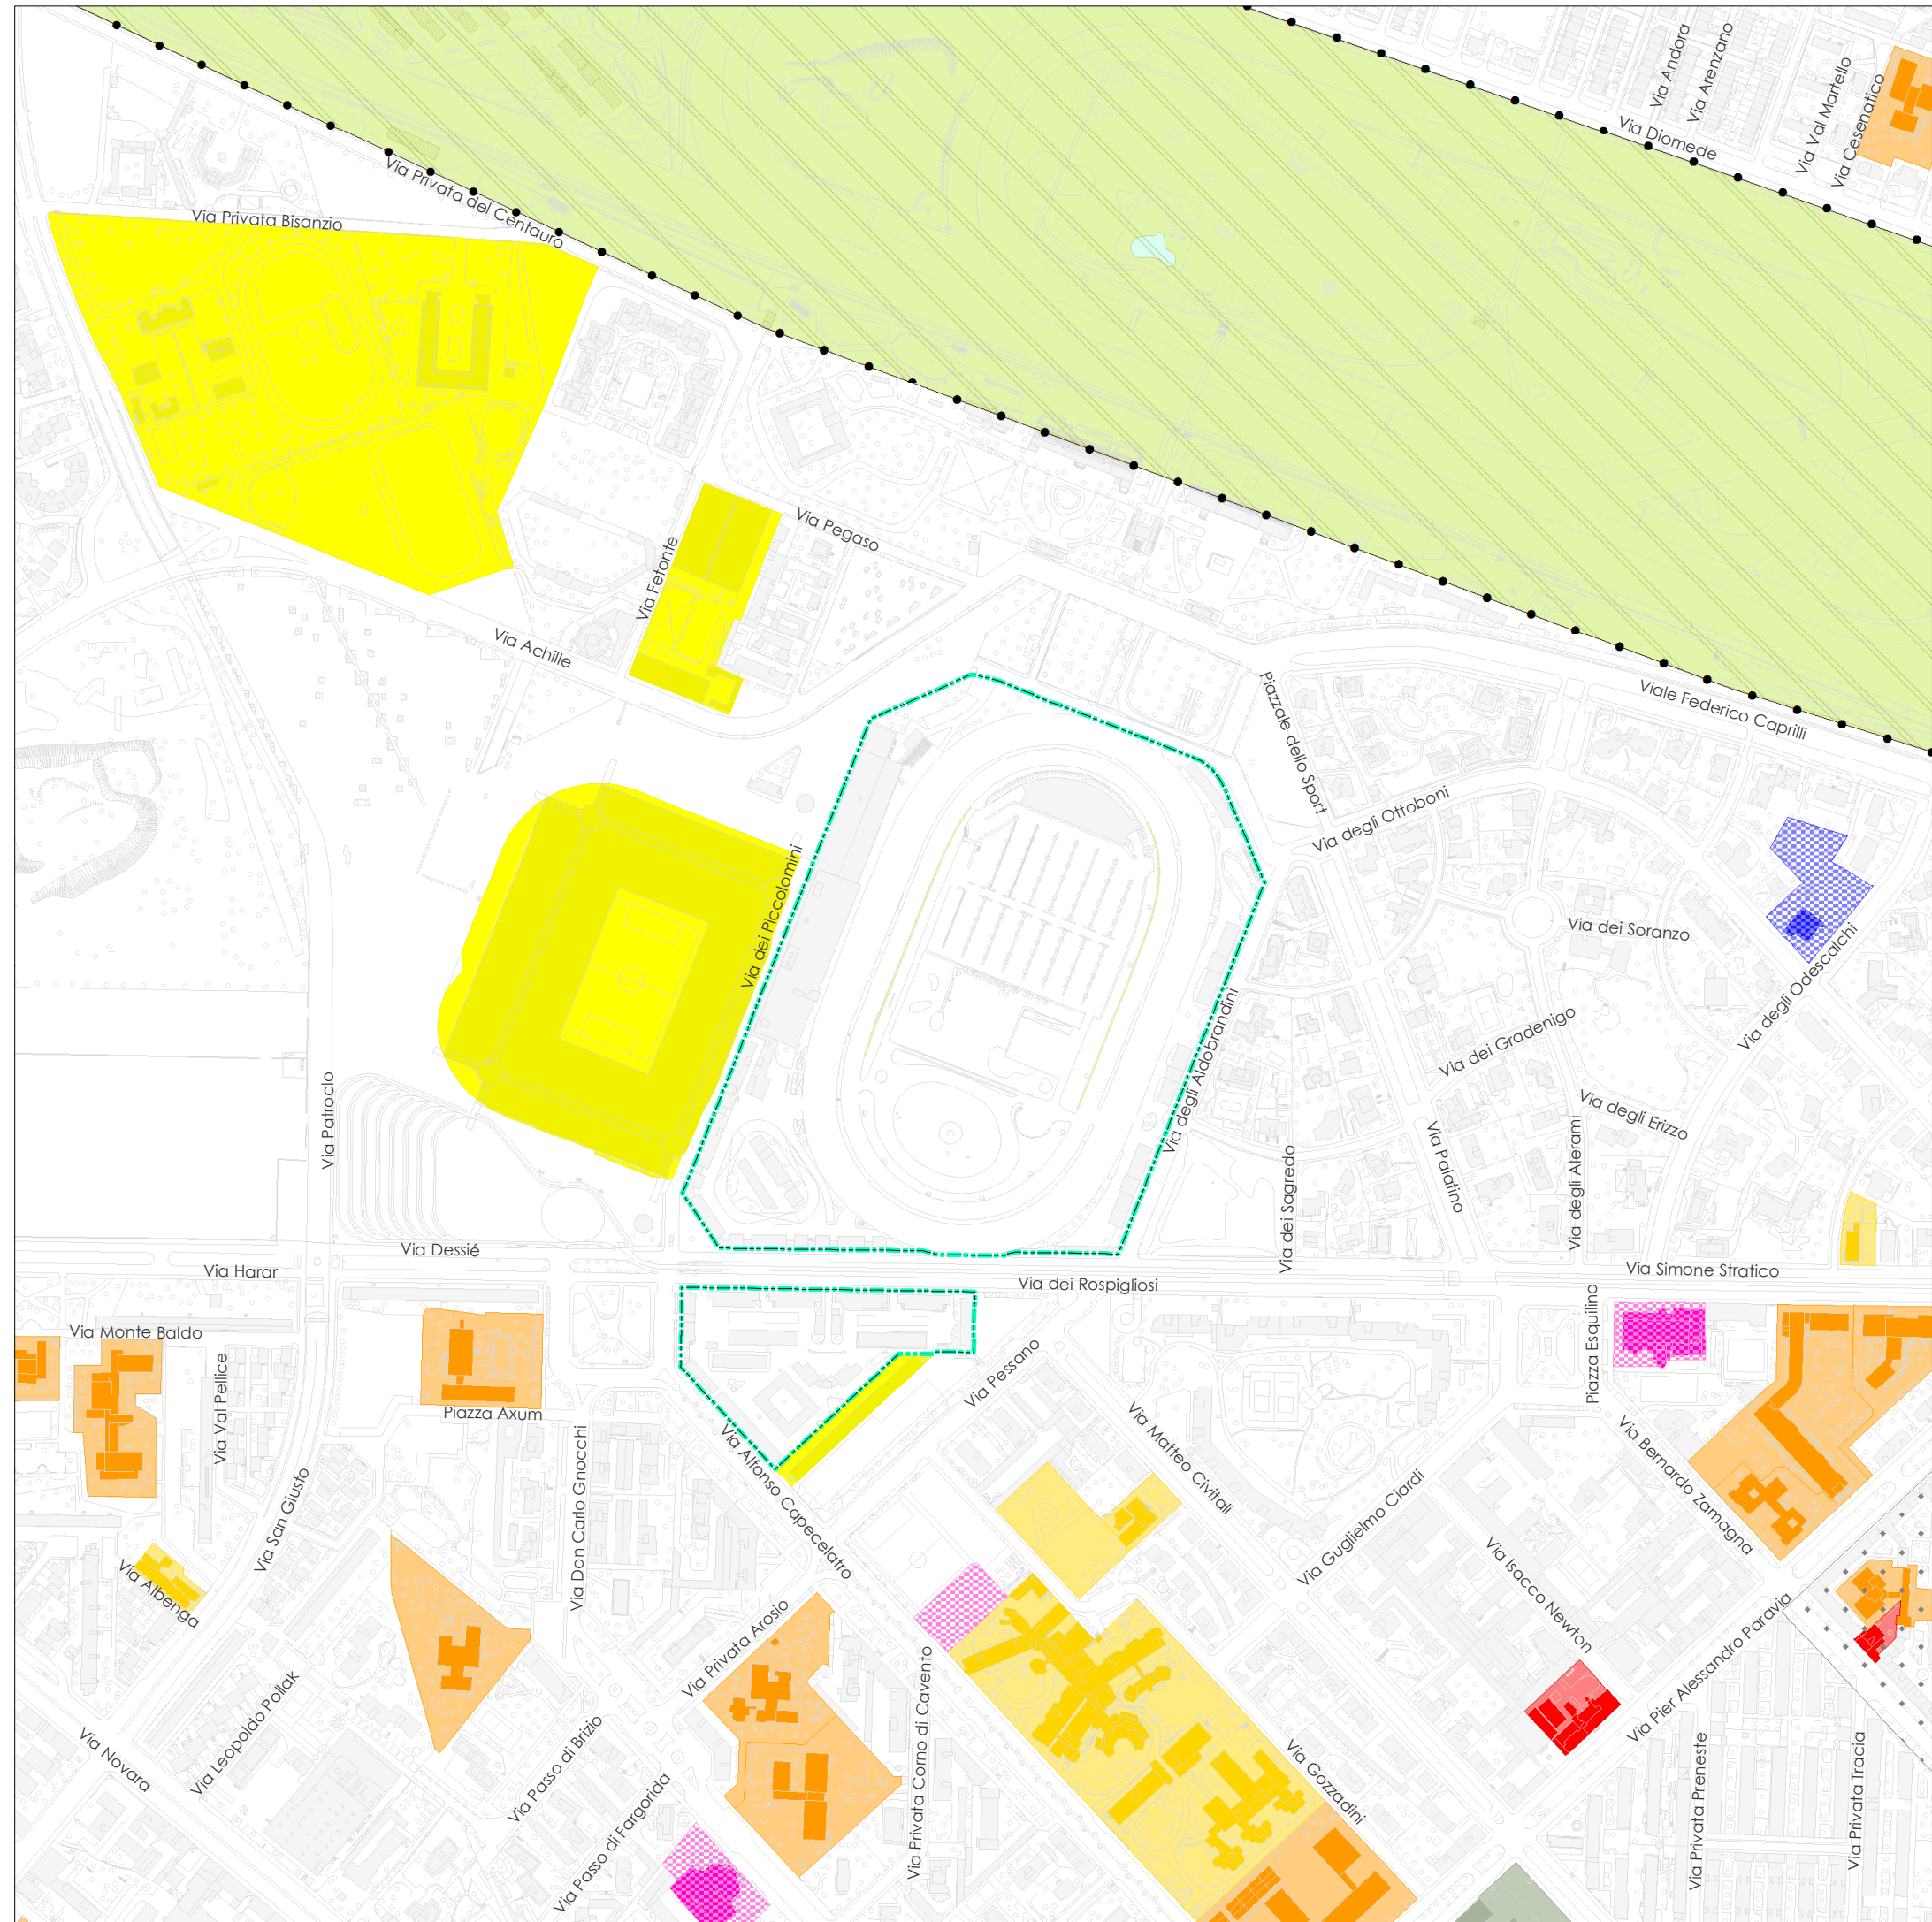 Via Andora
Via Arenzano
Via Val Martello
Via Cesenatico
Via Diomede
Via Privata del Centauro
Via Privata Bisanzio
Via Pegaso
Via Fetonte
Via Achille
Piazzale dello Sport
Viale Federico Caprilli
Via degli Ottoboni
Via dei Piccolomini
Via dei Soranzo
Via degli Odescalchi
Via degli Aldobrandini
Via dei Gradenigo
Via Patroclo
Via degli Erizzo
Via Palatino
Via degli Alerami
Via dei Sagredo
Via Dessié
Via Harar
Via dei Rospigliosi
Via Simone Stratico
Piazza Esquilino
Via Monte Baldo
Via Val Pellice
Via Pessano
Piazza Axum
Via Matteo Civitali
Via Bernardo Zamagna
Via Alfonso Capecelatro
Via Don Carlo Gnocchi
Via San Giusto
Via Guglielmo Ciardi
Via Isacco Newton
Via Albenga
Via Privata Arosio
Via Pier Alessandro Paravia
Via Leopoldo Pollak
Via Privata Corno di Cavento
Via Novara
Via Passo di Brizio
Via Passo di Fargorida
Via Gozzadini
Via Privata Preneste
Via Privata Tracia